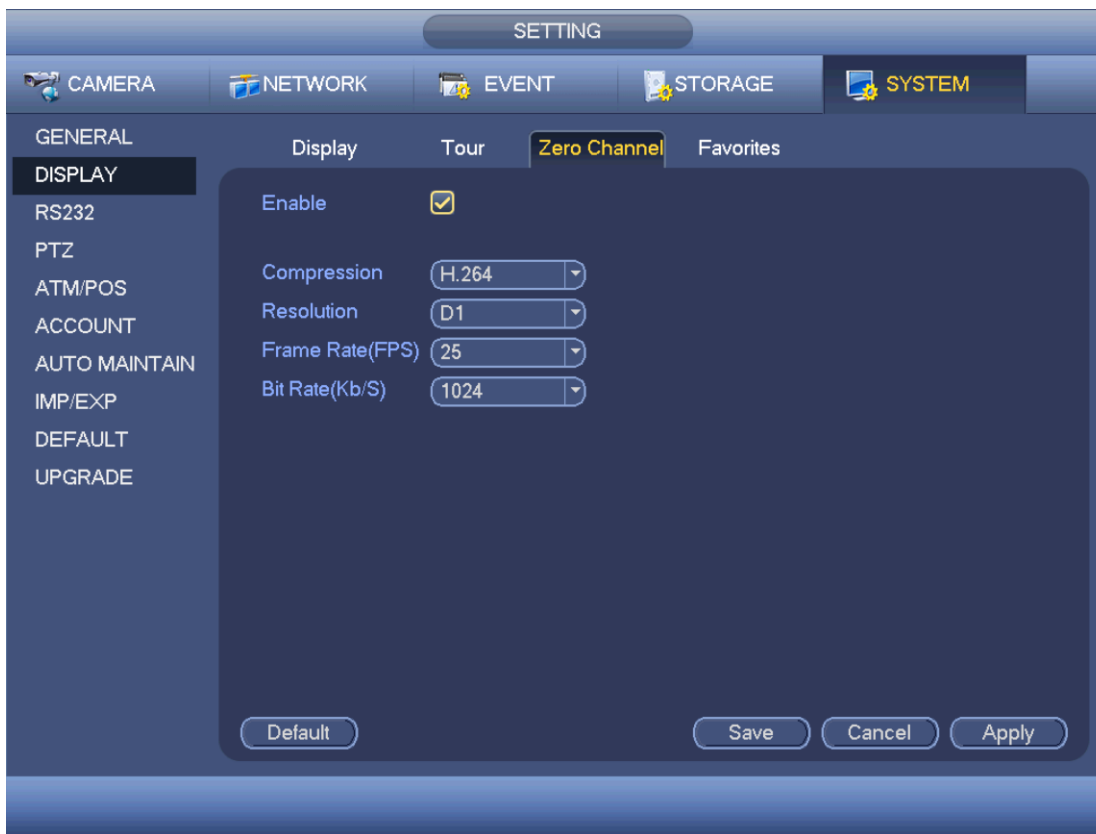 SETTING
CAMERA NETWORK EVENT STORAGE SYSTEM
GENERAL
DISPLAY
RS232
PTZ
ATM/POS
ACCOUNT
AUTO MAINTAIN
IMP/EXP
DEFAULT
UPGRADE
Display Tour Zero Channel Favorites
Enable
Compression H.264
Resolution D1
Frame Rate(FPS) 25
Bit Rate(Kb/S) 1024
Default Save Cancel Apply